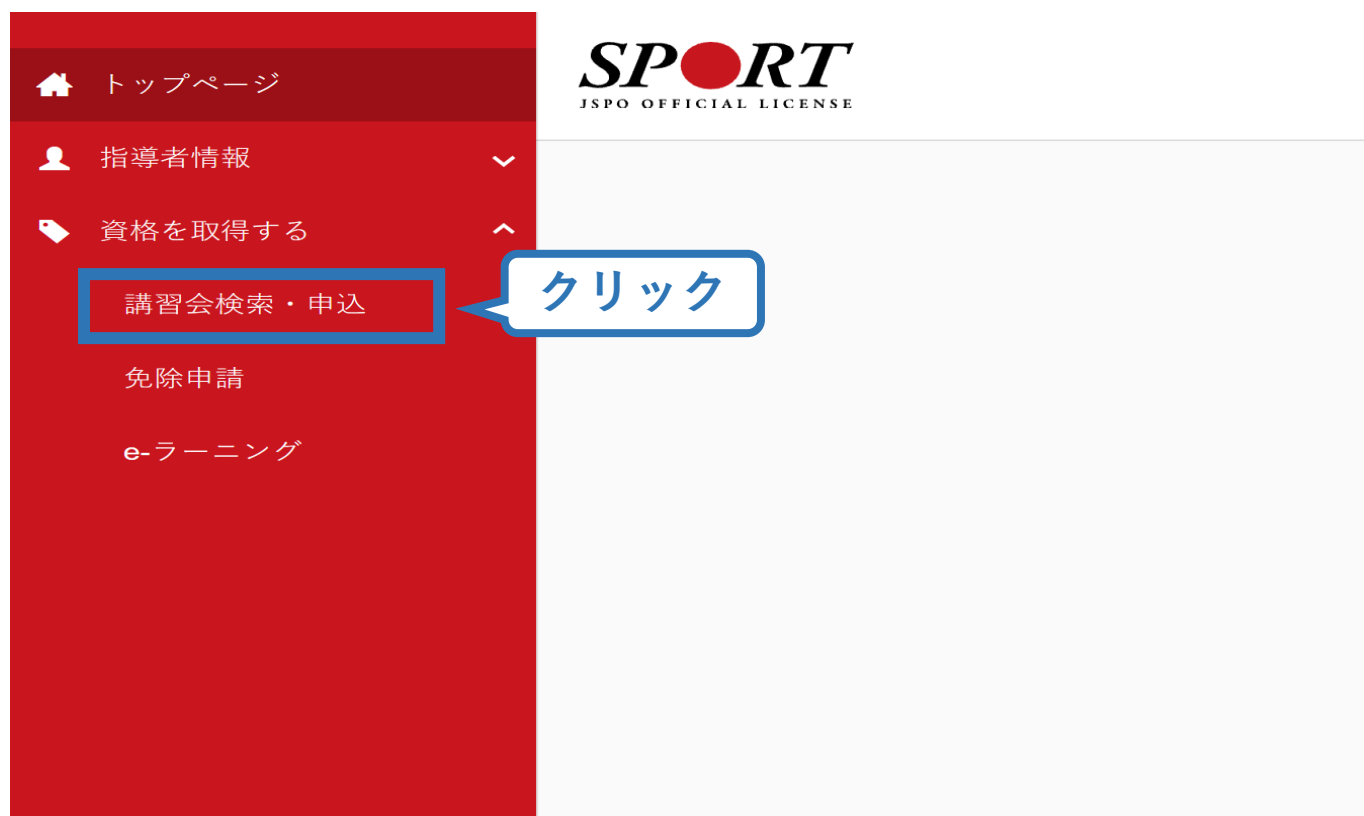 トップページ
指導者情報
資格を取得する
講習会検索・申込
免除申請
e-ラーニング
SPORT
JSPO OFFICIAL LICENSE
クリック